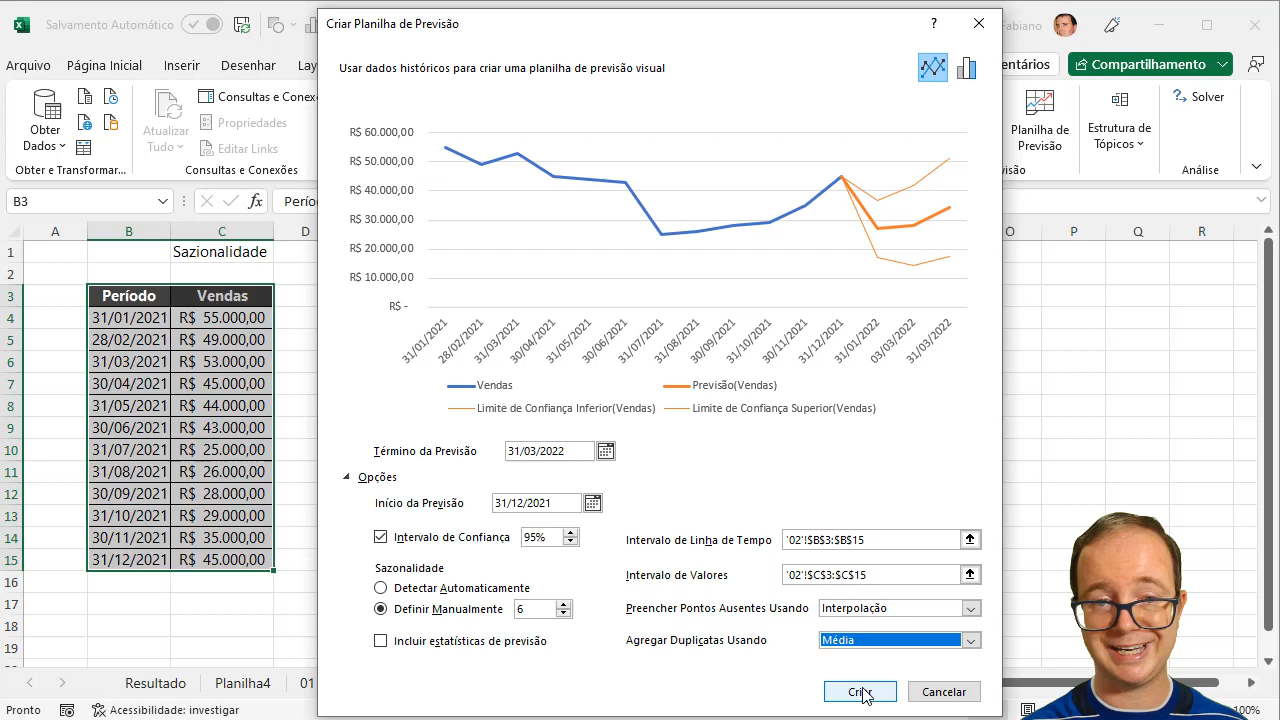 Salvamento Automático
Criar Planilha de Previsão
?
Fabiano
Arquivo
Página Inicial
Inserir
Desenhar
Lay
Usar dados históricos para criar uma planilha de previsão visual
entários
Compartilhamento
Obter
Dados
Atualizar
Tudo
Consultas e Conexõ
Propriedades
Editar Links
Obter e Transformar...
Consultas e Conexões
Planilha de
Previsão
Estrutura de
Tópicos
Solver
visão
Análise
B3
fx
Perío
A
B
C
D
O
P
Q
R
1
Sazionalidade
2
3 Período Vendas
4 31/01/2021 R$ 55.000,00
5 28/02/2021 R$ 49.000,00
6 31/03/2021 R$ 53.000,00
7 30/04/2021 R$ 45.000,00
8 31/05/2021 R$ 44.000,00
9 30/06/2021 R$ 43.000,00
10 31/07/2021 R$ 25.000,00
11 31/08/2021 R$ 26.000,00
12 30/09/2021 R$ 28.000,00
13 31/10/2021 R$ 29.000,00
14 30/11/2021 R$ 35.000,00
15 31/12/2021 R$ 45.000,00
16
17
18
19
R$ 60.000,00
R$ 50.000,00
R$ 40.000,00
R$ 30.000,00
R$ 20.000,00
R$ 10.000,00
R$ -
31/01/2021
28/02/2021
31/03/2021
30/04/2021
31/05/2021
30/06/2021
31/07/2021
31/08/2021
30/09/2021
31/10/2021
30/11/2021
31/12/2021
31/01/2022
03/03/2022
31/03/2022
Vendas
Previsão(Vendas)
Limite de Confiança Inferior(Vendas)
Limite de Confiança Superior(Vendas)
Término da Previsão 31/03/2022
Opções
Início da Previsão 31/12/2021
Intervalo de Confiança 95%
Sazonalidade
Detectar Automaticamente
Definir Manualmente 6
Incluir estatísticas de previsão
Intervalo de Linha de Tempo '02'!$B$3:$B$15
Intervalo de Valores '02'!$C$3:$C$15
Preencher Pontos Ausentes Usando Interpolação
Agregar Duplicatas Usando Média
Criar
Cancelar
Resultado
Planilha4
01
Pronto
Acessibilidade: investigar
100%